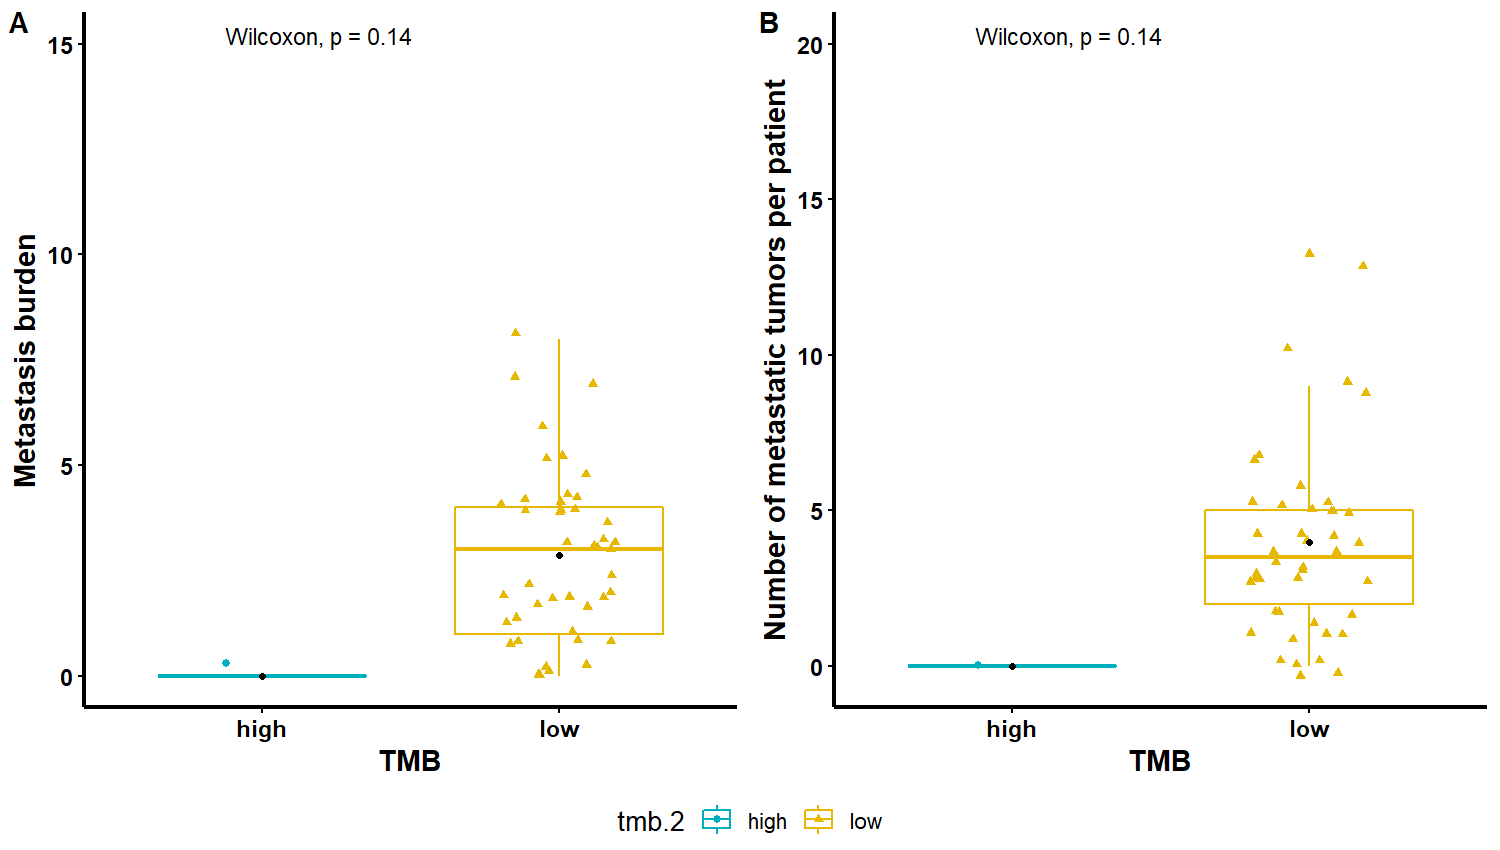 A
Wilcoxon, p = 0.14
15
10
5
0
Metastasis burden
high
low
TMB
B
Wilcoxon, p = 0.14
20
15
10
5
0
Number of metastatic tumors per patient
high
low
TMB
tmb.2 high low